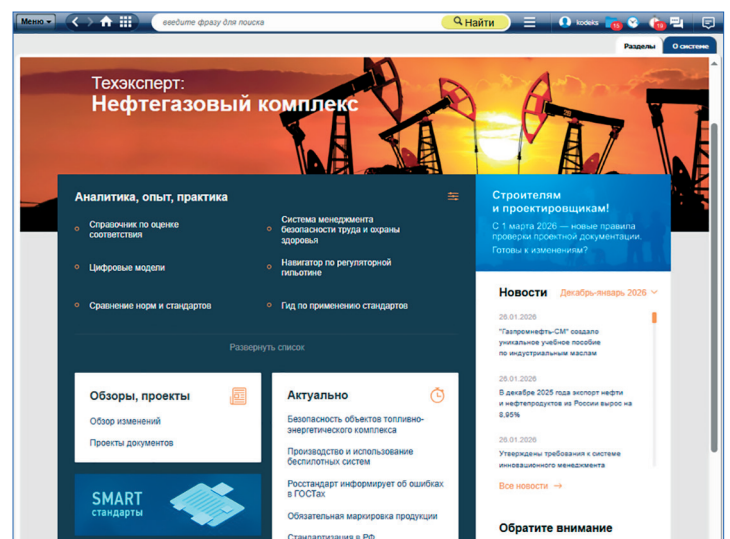 Меню
введите фразу для поиска
Найти
kodeks
Разделы
О системе
Техэксперт:
Нефтегазовый комплекс
Аналитика, опыт, практика
Справочник по оценке
соответствия
Система менеджмента
безопасности труда и охраны
здоровья
Цифровые модели
Навигатор по регуляторной
гильотине
Сравнение норм и стандартов
Гид по применению стандартов
Развернуть список
Обзоры, проекты
Обзор изменений
Проекты документов
SMART
стандарты
Актуально
Безопасность объектов топливно-
энергетического комплекса
Производство и использование
беспилотных систем
Росстандарт информирует об ошибках
в ГОСТах
Обязательная маркировка продукции
Стандартизация в РФ
Строителям
и проектировщикам!
С 1 марта 2026 — новые правила
проверки проектной документации.
Готовы к изменениям?
Новости
Декабрь-январь 2026
26.01.2026
"Газпромнефть-СМ" создало
уникальное учебное пособие
по индустриальным маслам
26.01.2026
В декабре 2025 года экспорт нефти
и нефтепродуктов из России вырос на
8,95%
26.01.2026
Утверждены требования к системе
инновационного менеджмента
Все новости →
Обратите внимание